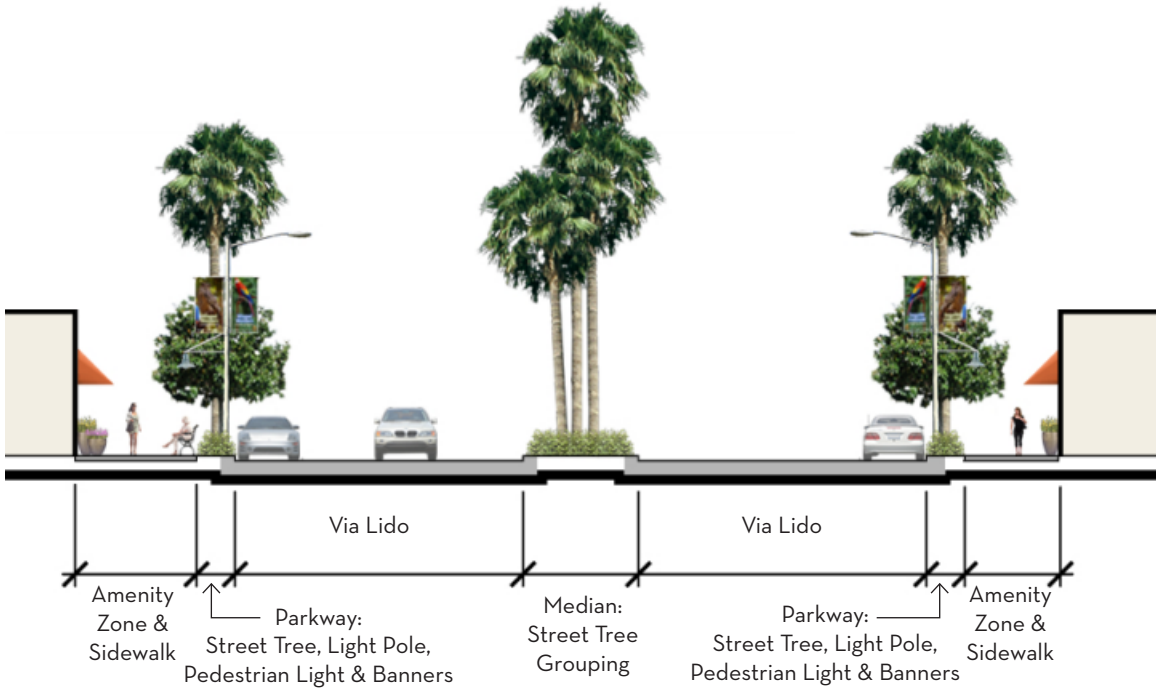 Via Lido
Via Lido
Amenity
Zone &
Sidewalk
Parkway:
Street Tree, Light Pole,
Pedestrian Light & Banners
Median:
Street Tree
Grouping
Parkway:
Street Tree, Light Pole,
Pedestrian Light & Banners
Amenity
Zone &
Sidewalk